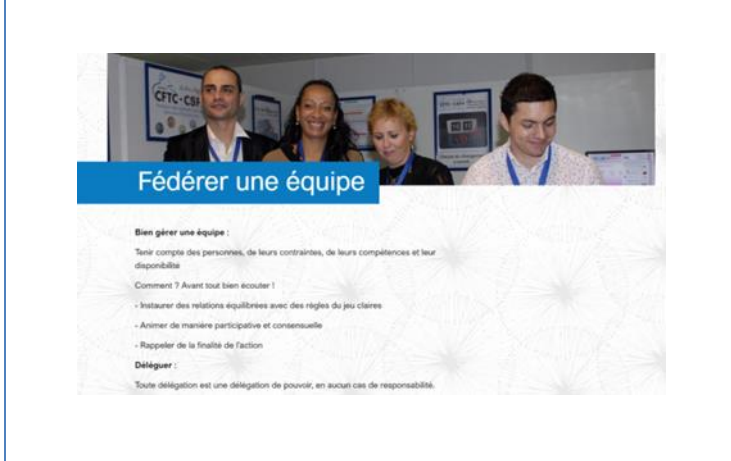 CFTC-CSF
Fédérer une équipe
Bien gérer une équipe :
Tenir compte des personnes, de leurs contraintes, de leurs compétences et leur
disponibilité
Comment ? Avant tout bien écouter !
- Instaurer des relations équilibrées avec des règles du jeu claires
- Animer de manière participative et consensuelle
- Rappeler de la finalité de l'action
Déléguer :
Toute délégation est une délégation de pouvoir, en aucun cas de responsabilité.